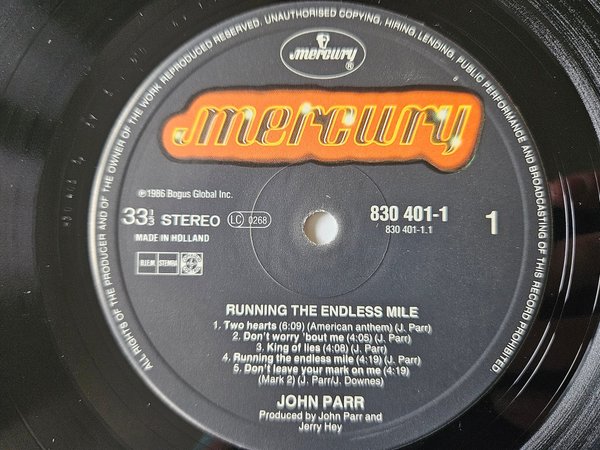 ALL RIGHTS OF THE PRODUCER AND OF THE OWNER OF THE WORK REPRODUCED RESERVED. UNAUTHORISED COPYING, HIRING, LENDING, PUBLIC PERFORMANCE AND BROADCASTING OF THIS RECORD PROHIBITED
mercury
®
mercury
℗1986 Bogus Global Inc.
33⅓ STEREO LC 0268
MADE IN HOLLAND
B.I.E.M. STEMRA
830 401-1
830 401-1.1
1
RUNNING THE ENDLESS MILE
1. Two hearts (6:09) (American anthem) (J. Parr)
2. Don't worry 'bout me (4:05) (J. Parr)
3. King of lies (4:08) (J. Parr)
4. Running the endless mile (4:19) (J. Parr)
5. Don't leave your mark on me (4:19)
(Mark 2) (J. Parr/J. Downes)
JOHN PARR
Produced by John Parr and
Jerry Hey